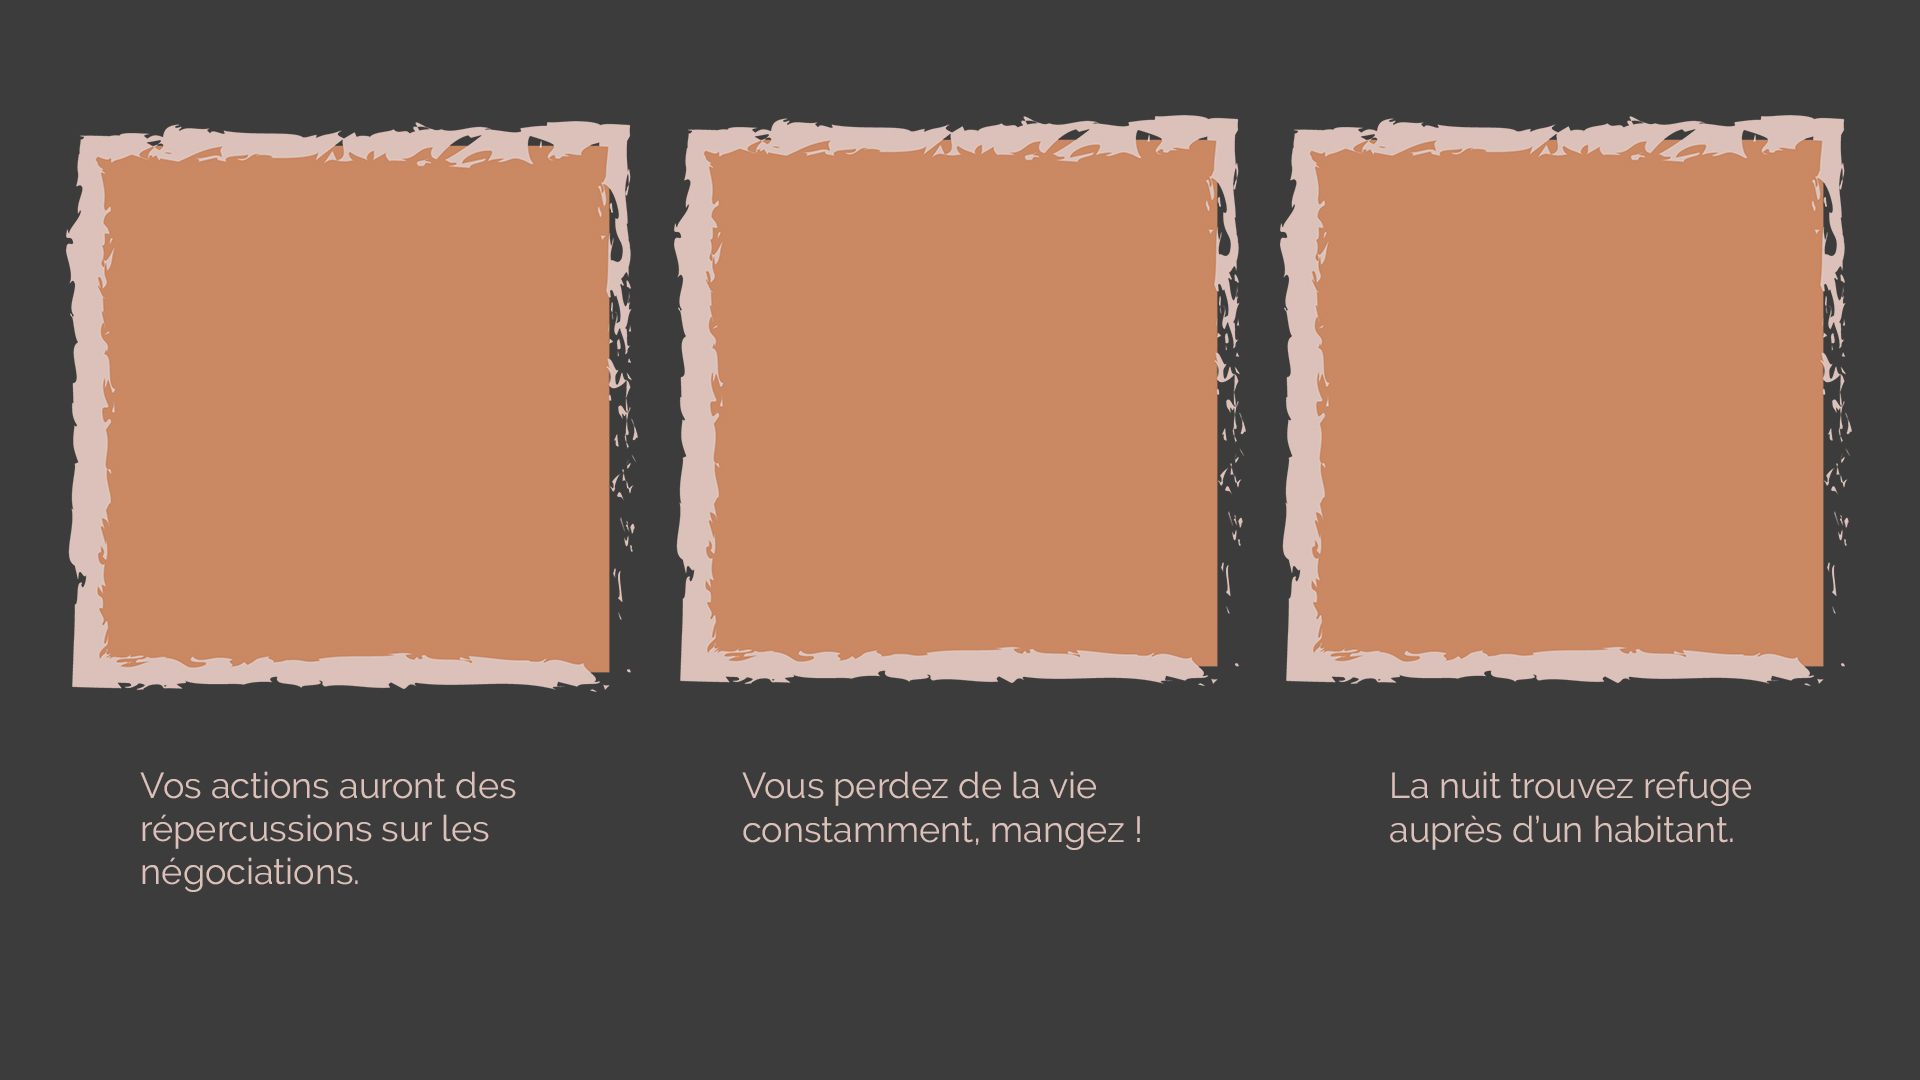 Vos actions auront des
répercussions sur les
négociations.
Vous perdez de la vie
constamment, mangez !
La nuit trouvez refuge
auprès d’un habitant.